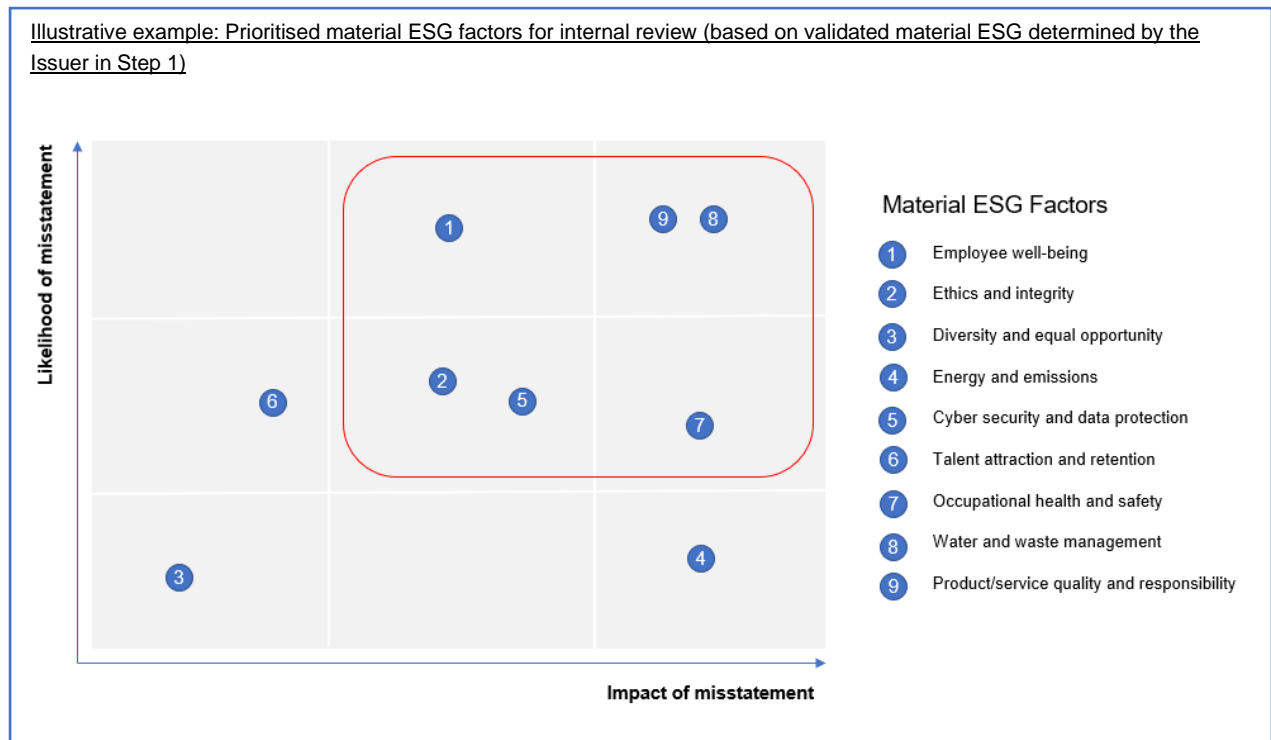 Illustrative example: Prioritised material ESG factors for internal review (based on validated material ESG determined by the
Issuer in Step 1)
Likelihood of misstatement
1
9
8
2
5
6
7
3
4
Impact of misstatement
Material ESG Factors
1 Employee well-being
2 Ethics and integrity
3 Diversity and equal opportunity
4 Energy and emissions
5 Cyber security and data protection
6 Talent attraction and retention
7 Occupational health and safety
8 Water and waste management
9 Product/service quality and responsibility